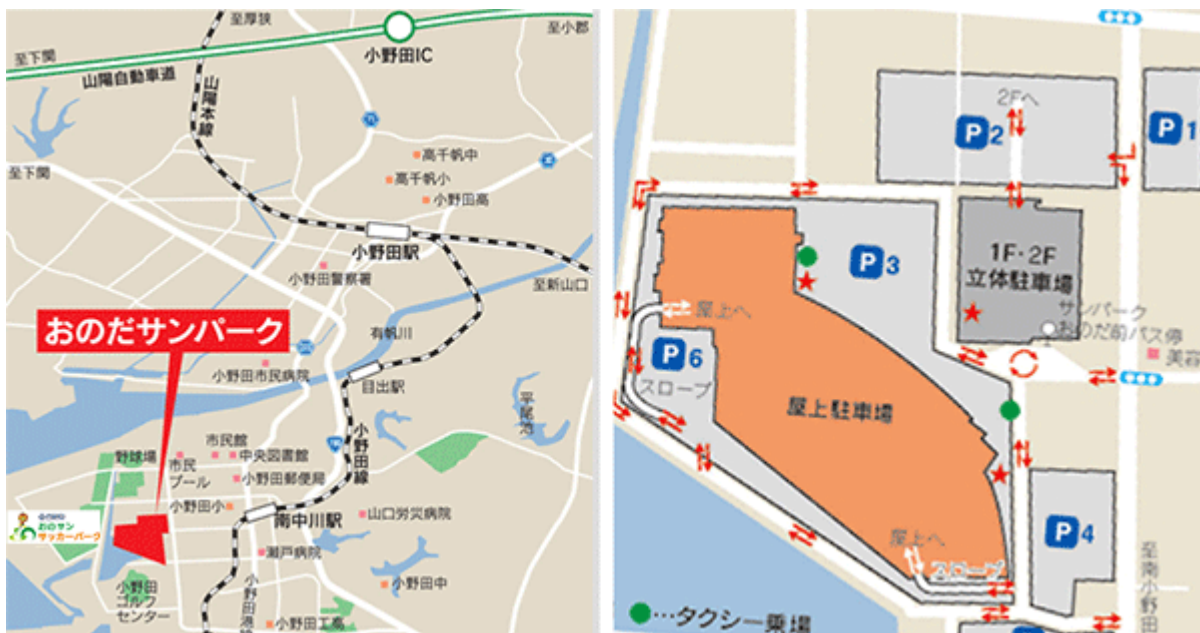 至厚狭
至小郡
小野田IC
至下関
山陽自動車道
山陽本線
高千帆中
至下関
高千帆小
小野田高
小野田駅
小野田警察署
至新山口
おのだサンパーク
有帆川
小野田市民病院
目出駅
平尾池
小野田線
市民館
野球場
中央図書館
市民
プール
小野田郵便局
小野田小
南中川駅
山口労災病院
おのサン
サッカーパーク
瀬戸病院
小野田
ゴルフ
センター
小野田港線
小野田中
小野田工高
2Fへ
P2
P1
P3
1F・2F
立体駐車場
サンパーク
おのだ前バス停
美容
屋上へ
P6
スロープ
屋上駐車場
P4
屋上へ
スロープ
至南小野田
●…タクシー乗場